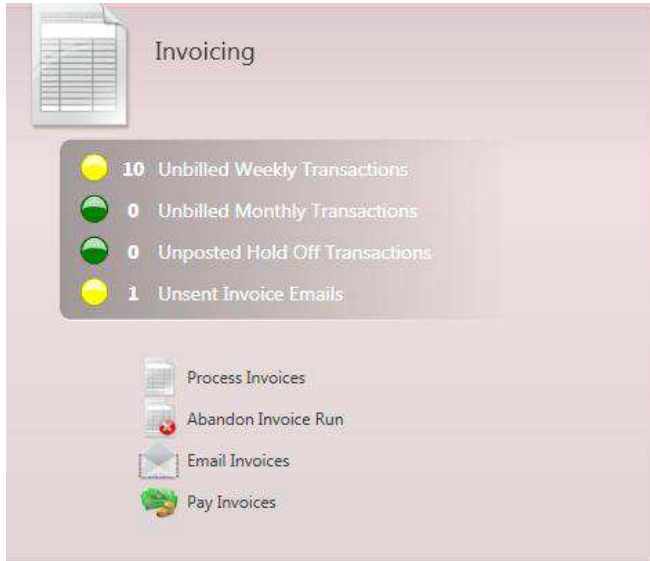 Invoicing
10 Unbilled Weekly Transactions
0 Unbilled Monthly Transactions
0 Unposted Hold Off Transactions
1 Unsent Invoice Emails
Process Invoices
Abandon Invoice Run
Email Invoices
Pay Invoices